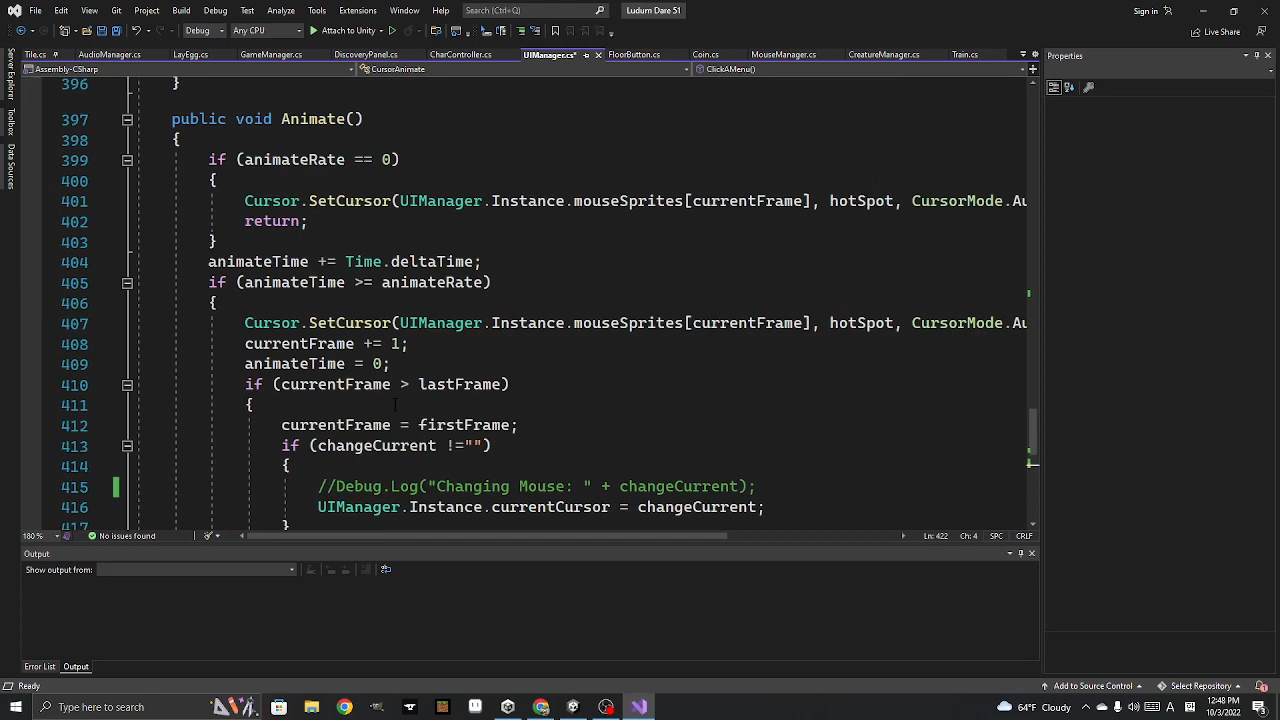 File Edit View Git Project Build Debug Test Analyze Tools Extensions Window Help Search (Ctrl+Q) Ludum Dare 51 Sign in
Debug Any CPU Attach to Unity Live Share
Tile.cs AudioManager.cs LayEgg.cs GameManager.cs DiscoveryPanel.cs CharController.cs* UIManager.cs* FloorButton.cs Coin.cs MouseManager.cs CreatureManager.cs Train.cs Properties
Assembly-CSharp CursorAnimate ClickAMenu()
Server Explorer
Toolbox
Data Sources
396 }
397 public void Animate()
398 {
399 if (animateRate == 0)
400 {
401 Cursor.SetCursor(UIManager.Instance.mouseSprites[currentFrame], hotSpot, CursorMode.Au
402 return;
403 }
404 animateTime += Time.deltaTime;
405 if (animateTime >= animateRate)
406 {
407 Cursor.SetCursor(UIManager.Instance.mouseSprites[currentFrame], hotSpot, CursorMode.Au
408 currentFrame += 1;
409 animateTime = 0;
410 if (currentFrame > lastFrame)
411 {
412 currentFrame = firstFrame;
413 if (changeCurrent !="")
414 {
415 //Debug.Log("Changing Mouse: " + changeCurrent);
416 UIManager.Instance.currentCursor = changeCurrent;
417 }
180 % No issues found Ln: 422 Ch: 4 SPC CRLF
Output
Show output from:
Error List Output
Ready Add to Source Control Select Repository
Type here to search 66°F Cloudy A 12:48 PM
10/3/2022